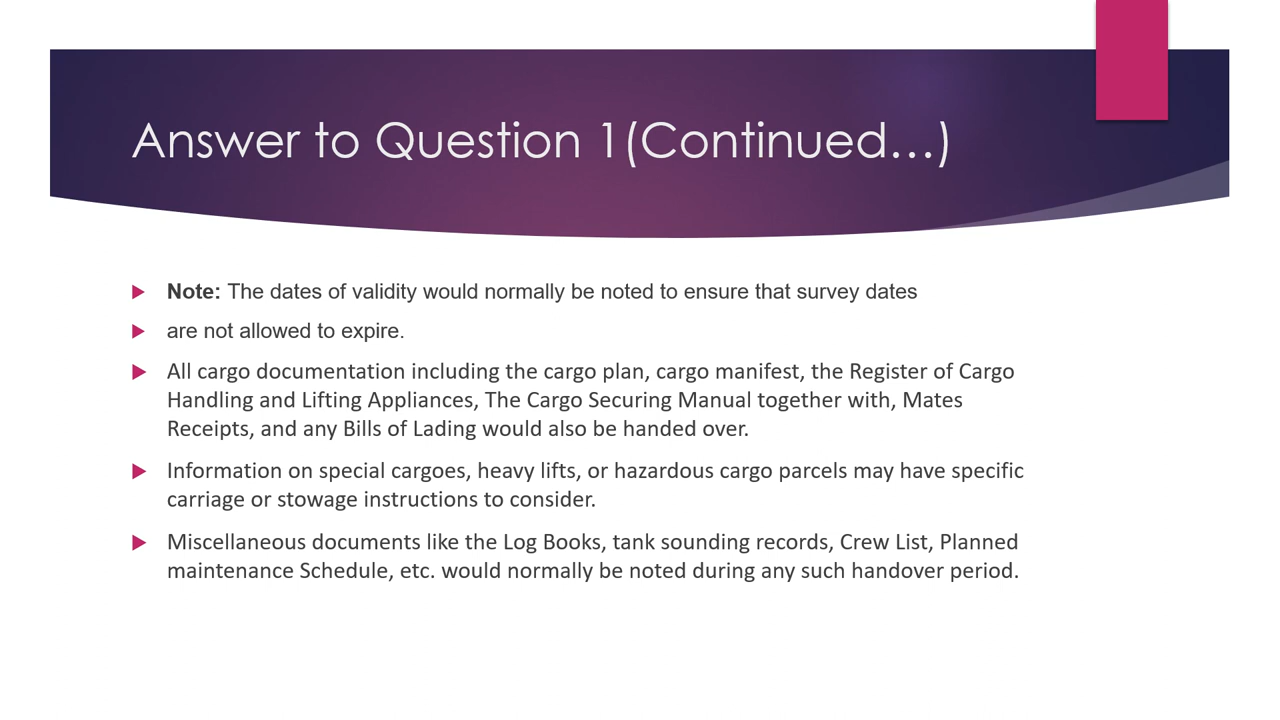 Answer to Question 1(Continued…)
Note: The dates of validity would normally be noted to ensure that survey dates
are not allowed to expire.
All cargo documentation including the cargo plan, cargo manifest, the Register of Cargo
Handling and Lifting Appliances, The Cargo Securing Manual together with, Mates
Receipts, and any Bills of Lading would also be handed over.
Information on special cargoes, heavy lifts, or hazardous cargo parcels may have specific
carriage or stowage instructions to consider.
Miscellaneous documents like the Log Books, tank sounding records, Crew List, Planned
maintenance Schedule, etc. would normally be noted during any such handover period.